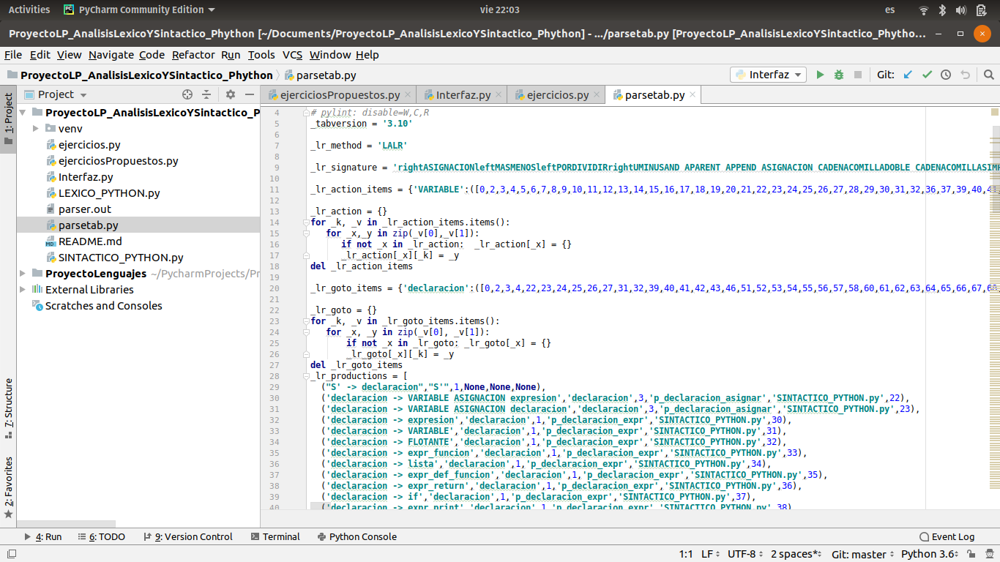 Activities PyCharm Community Edition vie 22:03 es
ProyectoLP_AnalisisLexicoYSintactico_Phython [~/Documents/ProyectoLP_AnalisisLexicoYSintactico_Phython] - .../parsetab.py [ProyectoLP_AnalisisLexicoYSintactico_Phytho...
File Edit View Navigate Code Refactor Run Tools VCS Window Help
ProyectoLP_AnalisisLexicoYSintactico_Phython parsetab.py Interfaz Git:
Project
ejerciciosPropuestos.py Interfaz.py ejercicios.py parsetab.py
1: Project
7: Structure
2: Favorites
ProyectoLP_AnalisisLexicoYSintactico_P
venv
ejercicios.py
ejerciciosPropuestos.py
Interfaz.py
LEXICO_PYTHON.py
parser.out
parsetab.py
README.md
SINTACTICO_PYTHON.py
ProyectoLenguajes ~/PycharmProjects/Pr
External Libraries
Scratches and Consoles
4 # pylint: disable=W,C,R
5 _tabversion = '3.10'
6
7 _lr_method = 'LALR'
8
9 _lr_signature = 'rightASIGNACIONleftMASMENOSleftPORDIVIDIRrightUMINUSAND APARENT APPEND ASIGNACION CADENACOMILLADOBLE CADENACOMILLASIMP
10
11 _lr_action_items = {'VARIABLE':([0,2,3,4,5,6,7,8,9,10,11,12,13,14,15,16,17,18,19,20,21,22,23,24,25,26,27,28,29,30,31,32,36,37,39,40,41,
12
13 _lr_action = {}
14 for _k, _v in _lr_action_items.items():
15 for _x,_y in zip(_v[0],_v[1]):
16 if not _x in _lr_action: _lr_action[_x] = {}
17 _lr_action[_x][_k] = _y
18 del _lr_action_items
19
20 _lr_goto_items = {'declaracion':([0,2,3,4,22,23,24,25,26,27,31,32,39,40,41,42,43,46,51,52,53,54,55,56,57,58,60,61,62,63,64,65,66,67,68,
21
22 _lr_goto = {}
23 for _k, _v in _lr_goto_items.items():
24 for _x, _y in zip(_v[0], _v[1]):
25 if not _x in _lr_goto: _lr_goto[_x] = {}
26 _lr_goto[_x][_k] = _y
27 del _lr_goto_items
28 _lr_productions = [
29 ("S' -> declaracion","S'",1,None,None,None),
30 ('declaracion -> VARIABLE ASIGNACION expresion','declaracion',3,'p_declaracion_asignar','SINTACTICO_PYTHON.py',22),
31 ('declaracion -> VARIABLE ASIGNACION declaracion','declaracion',3,'p_declaracion_asignar','SINTACTICO_PYTHON.py',23),
32 ('declaracion -> expresion','declaracion',1,'p_declaracion_expr','SINTACTICO_PYTHON.py',30),
33 ('declaracion -> VARIABLE','declaracion',1,'p_declaracion_expr','SINTACTICO_PYTHON.py',31),
34 ('declaracion -> FLOTANTE','declaracion',1,'p_declaracion_expr','SINTACTICO_PYTHON.py',32),
35 ('declaracion -> expr_funcion','declaracion',1,'p_declaracion_expr','SINTACTICO_PYTHON.py',33),
36 ('declaracion -> lista','declaracion',1,'p_declaracion_expr','SINTACTICO_PYTHON.py',34),
37 ('declaracion -> expr_def_funcion','declaracion',1,'p_declaracion_expr','SINTACTICO_PYTHON.py',35),
38 ('declaracion -> expr_return','declaracion',1,'p_declaracion_expr','SINTACTICO_PYTHON.py',36),
39 ('declaracion -> if','declaracion',1,'p_declaracion_expr','SINTACTICO_PYTHON.py',37),
40 ('declaracion -> expr_print','declaracion',1,'p_declaracion_expr','SINTACTICO_PYTHON.py',38)
4: Run 6: TODO 9: Version Control Terminal Python Console Event Log
1:1 LF UTF-8 2 spaces* Git: master Python 3.6